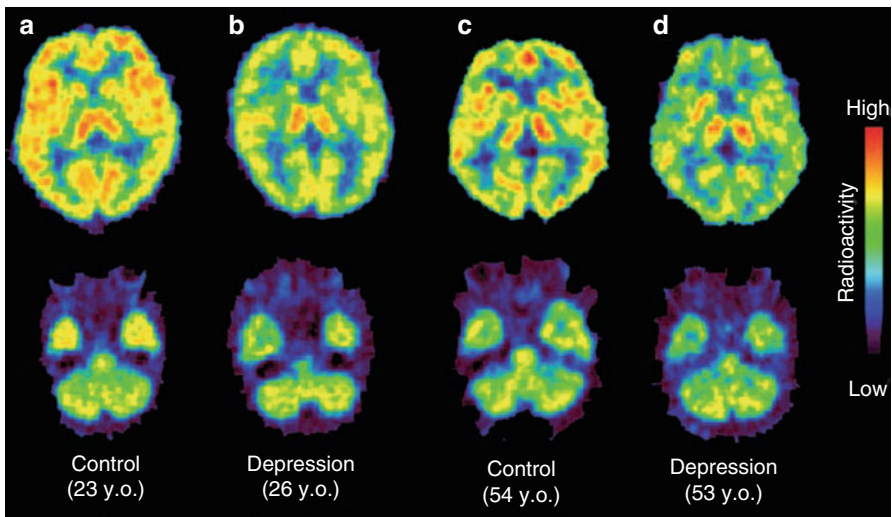 a
b
c
d
High
Radioactivity
Low
Control
(23 y.o.)
Depression
(26 y.o.)
Control
(54 y.o.)
Depression
(53 y.o.)